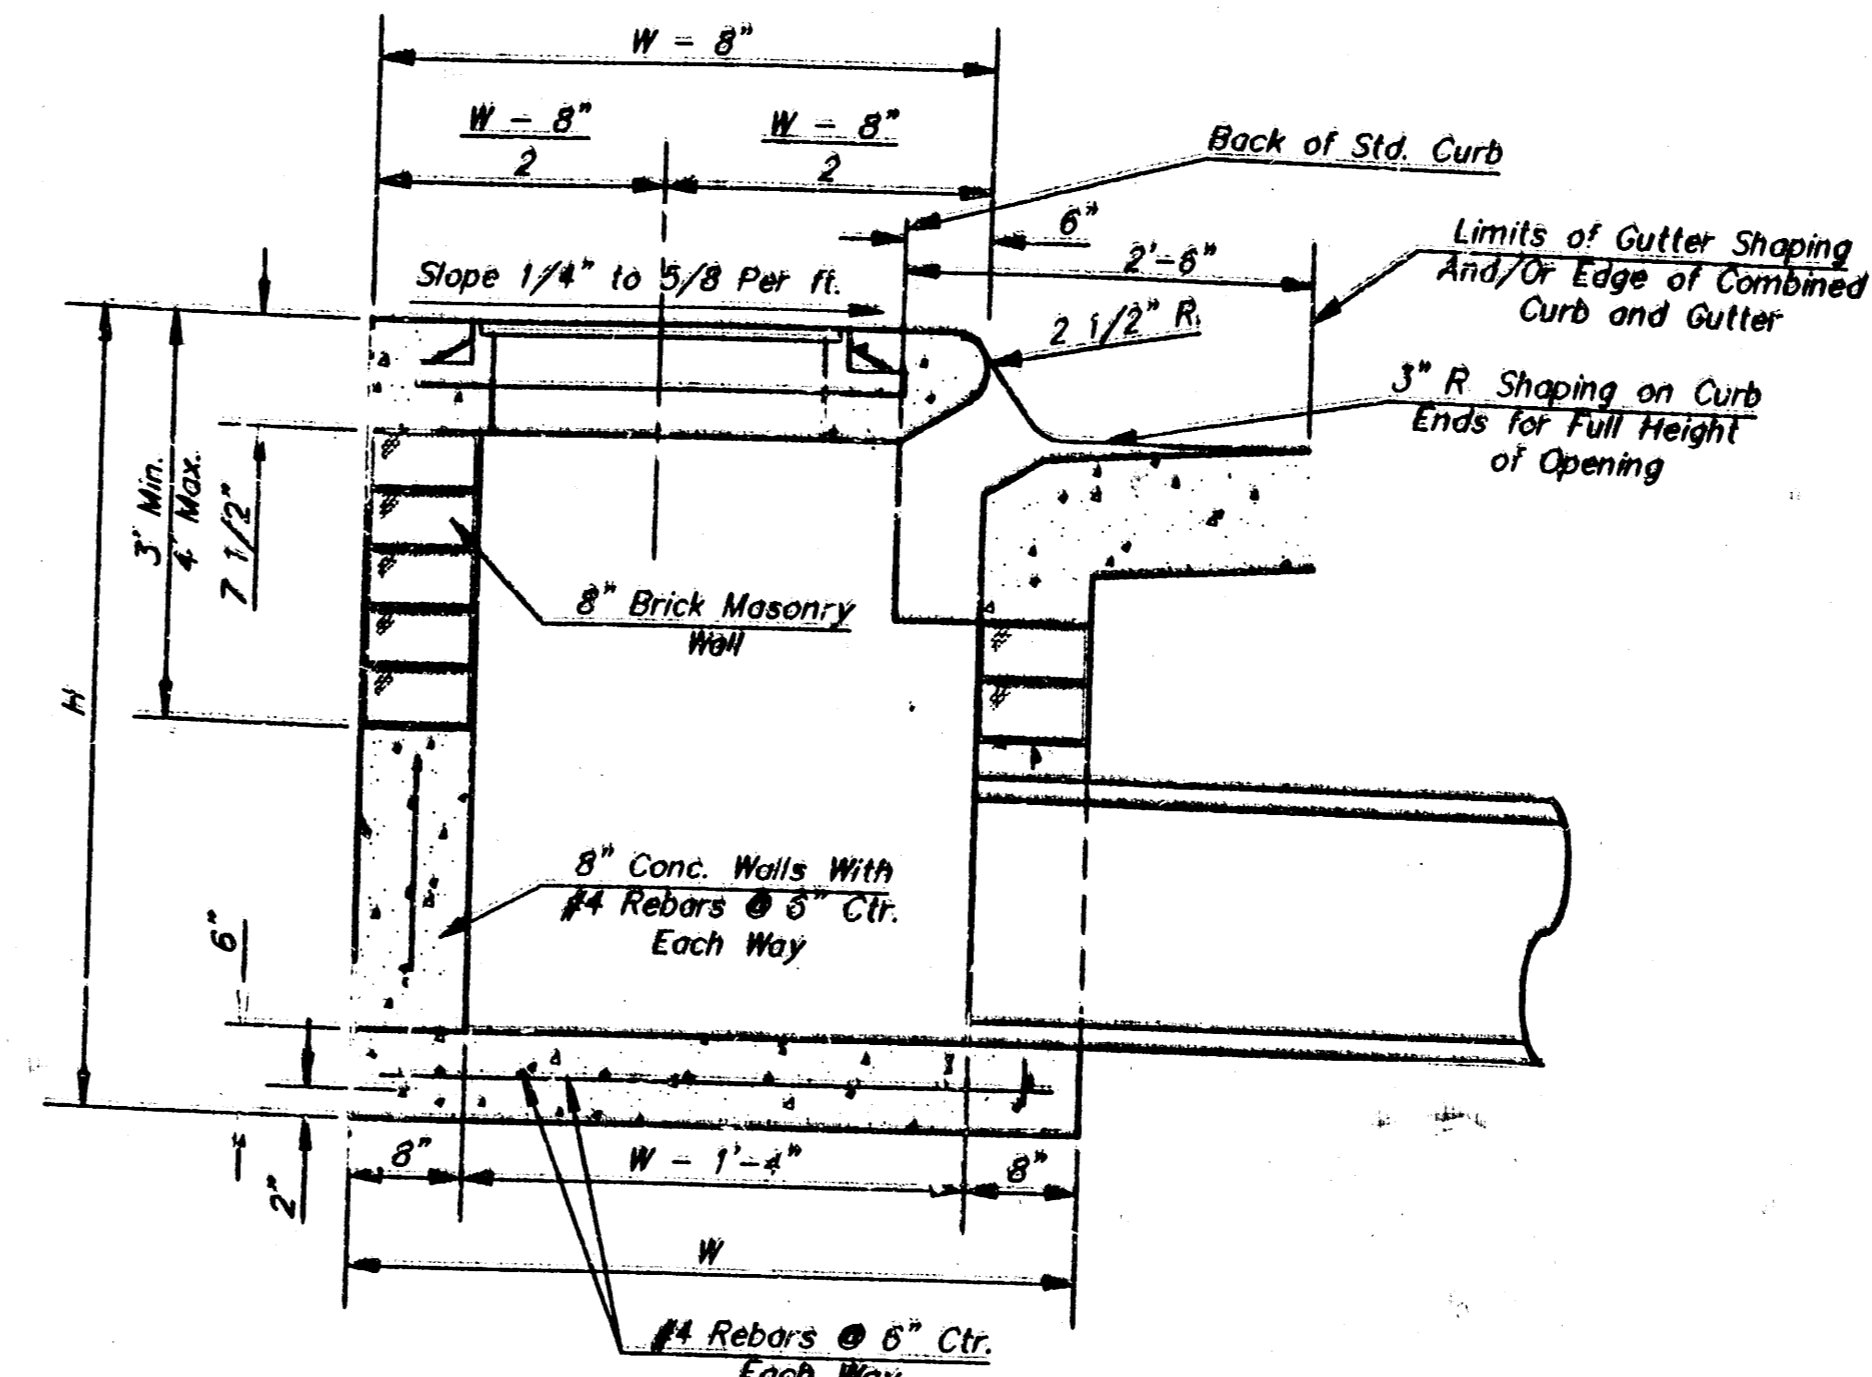 W - 8"
W - 8"
2
W - 8"
2
Back of Std. Curb
6"
2'-6"
Limits of Gutter Shaping
And/Or Edge of Combined
Curb and Gutter
Slope 1/4" to 5/8 Per ft.
2 1/2" R.
3" R Shaping on Curb
Ends for Full Height
of Opening
3' Min.
4' Max.
7 1/2"
8" Brick Masonry
Wall
H
8" Conc. Walls With
#4 Rebars @ 6" Ctr.
Each Way
6"
2"
8"
W - 1'-4"
8"
W
#4 Rebars @ 6" Ctr.
Each Way